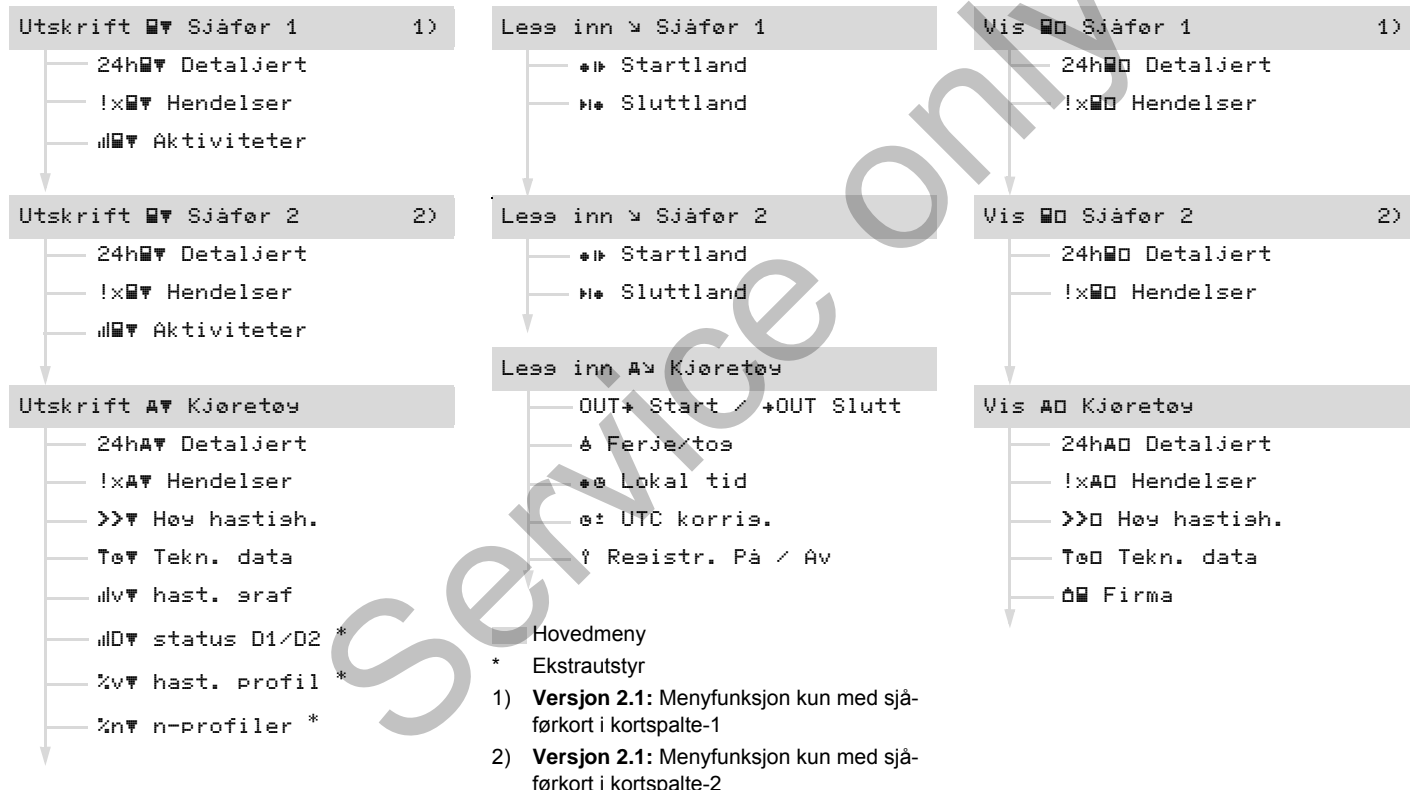 Utskrift Sjåfør 1 1)
24h Detaljert
!x Hendelser
Aktiviteter
Utskrift Sjåfør 2 2)
24h Detaljert
!x Hendelser
Aktiviteter
Utskrift Kjøretøy
24h Detaljert
!x Hendelser
>> Høy hastigh.
Tekn. data
v hast. graf
D status D1/D2 *
%v hast. profil *
%n n-profiler *
Legg inn Sjåfør 1
Startland
Sluttland
Legg inn Sjåfør 2
Startland
Sluttland
Legg inn Kjøretøy
OUT→ Start / →OUT Slutt
Ferje/tog
Lokal tid
UTC korrig.
Registr. På / Av
Hovedmeny
* Ekstrautstyr
1) Versjon 2.1: Menyfunksjon kun med sjå-
førkort i kortspalte-1
2) Versjon 2.1: Menyfunksjon kun med sjå-
førkort i kortspalte-2
Vis Sjåfør 1 1)
24h Detaljert
!x Hendelser
Vis Sjåfør 2 2)
24h Detaljert
!x Hendelser
Vis Kjøretøy
24h Detaljert
!x Hendelser
>> Høy hastigh.
Tekn. data
Firma
Service only